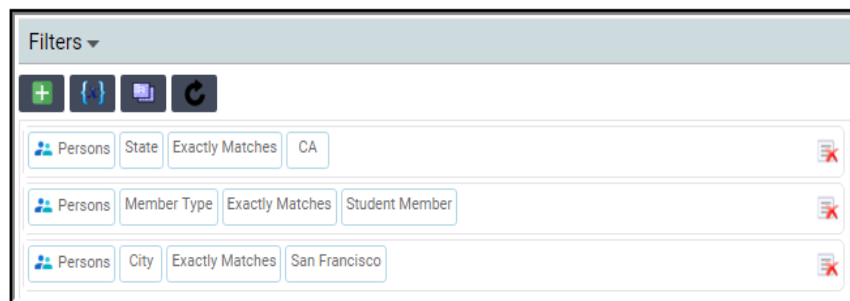 Filters
Persons State Exactly Matches CA
Persons Member Type Exactly Matches Student Member
Persons City Exactly Matches San Francisco